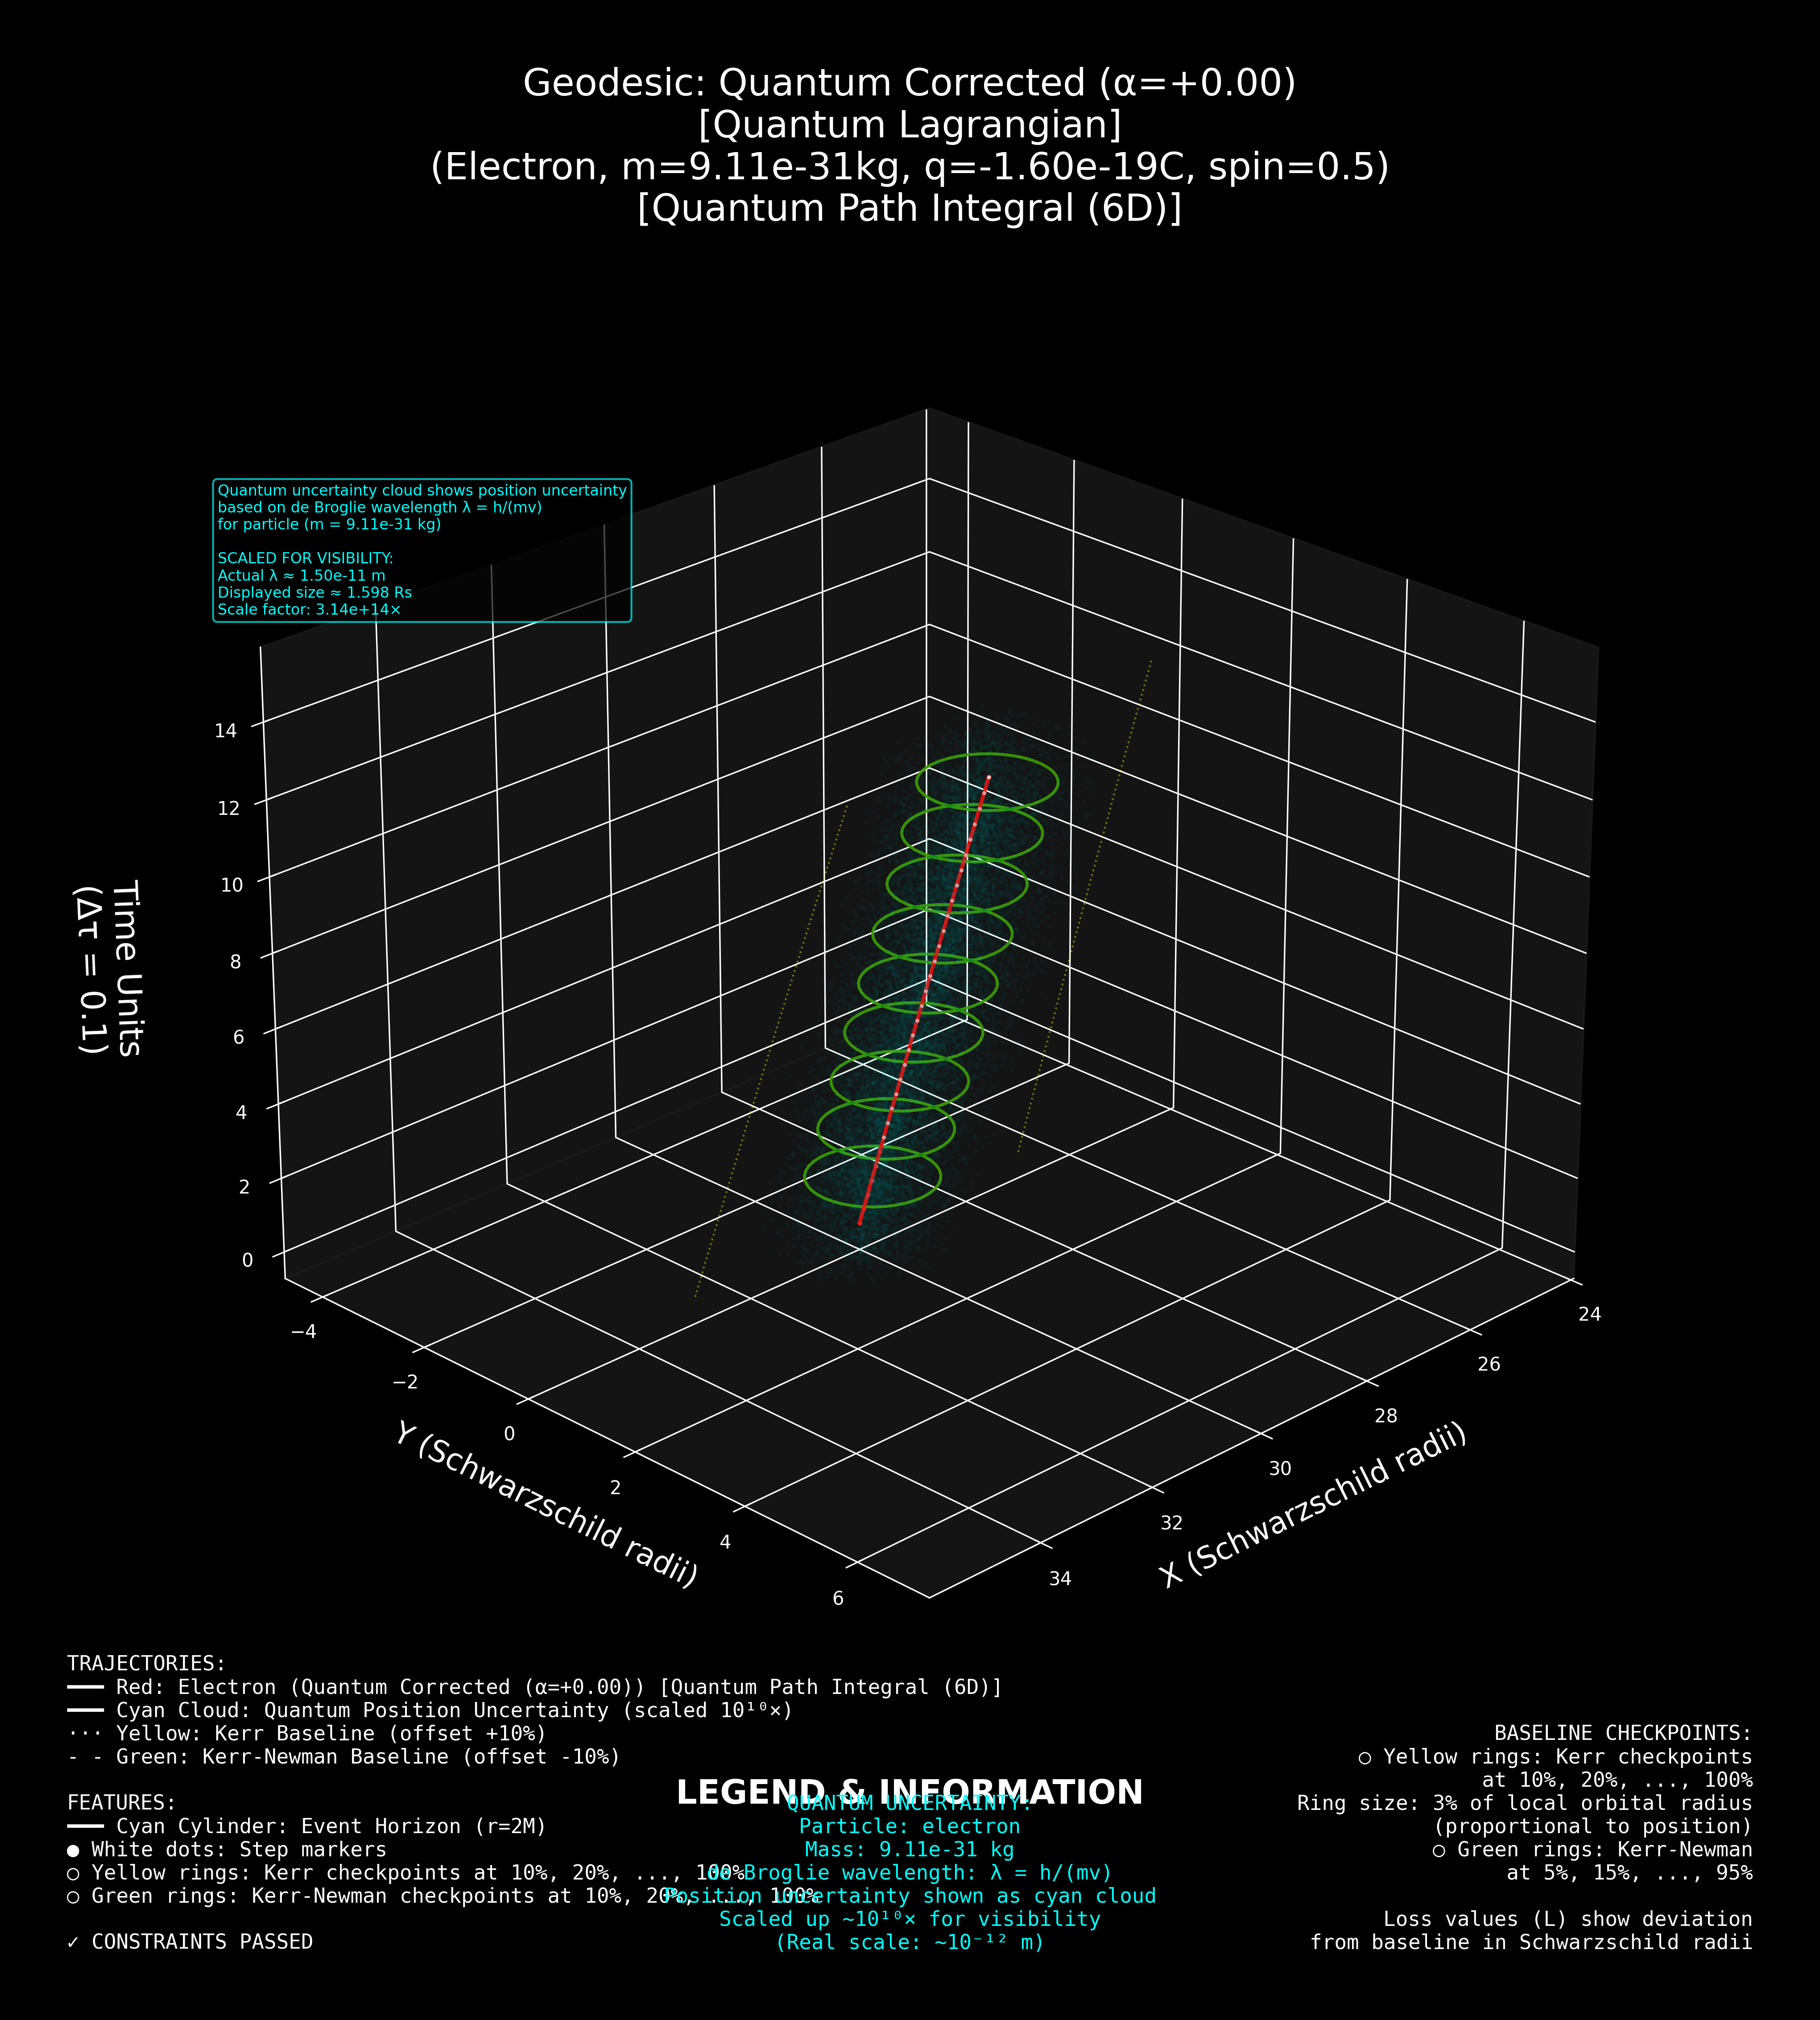 Geodesic: Quantum Corrected (α=+0.00)
[Quantum Lagrangian]
(Electron, m=9.11e-31kg, q=-1.60e-19C, spin=0.5)
[Quantum Path Integral (6D)]
Quantum uncertainty cloud shows position uncertainty
based on de Broglie wavelength λ = h/(mv)
for particle (m = 9.11e-31 kg)
SCALED FOR VISIBILITY:
Actual λ ≈ 1.50e-11 m
Displayed size ≈ 1.598 Rs
Scale factor: 3.14e+14×
14
12
10
8
6
4
2
0
Time Units
(Δτ = 0.1)
−4
−2
0
2
4
6
Y (Schwarzschild radii)
24
26
28
30
32
34
X (Schwarzschild radii)
TRAJECTORIES:
Red: Electron (Quantum Corrected (α=+0.00)) [Quantum Path Integral (6D)]
Cyan Cloud: Quantum Position Uncertainty (scaled 10¹⁰×)
··· Yellow: Kerr Baseline (offset +10%)
- - Green: Kerr-Newman Baseline (offset -10%)
FEATURES:
Cyan Cylinder: Event Horizon (r=2M)
● White dots: Step markers
○ Yellow rings: Kerr checkpoints at 10%, 20%, ..., 100%
○ Green rings: Kerr-Newman checkpoints at 10%, 20%, ..., 100%
✓ CONSTRAINTS PASSED
LEGEND & INFORMATION
QUANTUM UNCERTAINTY:
Particle: electron
Mass: 9.11e-31 kg
de Broglie wavelength: λ = h/(mv)
Position uncertainty shown as cyan cloud
Scaled up ~10¹⁰× for visibility
(Real scale: ~10⁻¹² m)
BASELINE CHECKPOINTS:
○ Yellow rings: Kerr checkpoints
at 10%, 20%, ..., 100%
Ring size: 3% of local orbital radius
(proportional to position)
○ Green rings: Kerr-Newman
at 5%, 15%, ..., 95%
Loss values (L) show deviation
from baseline in Schwarzschild radii